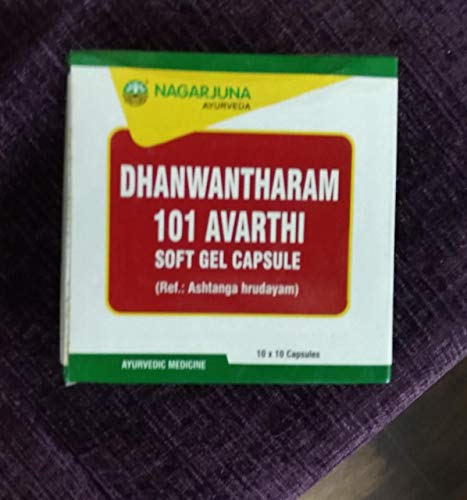 NAGARJUNA
AYURVEDA
DHANWANTHARAM
101 AVARTHI
SOFT GEL CAPSULE
(Ref.: Ashtanga hrudayam)
10 x 10 Capsules
AYURVEDIC MEDICINE